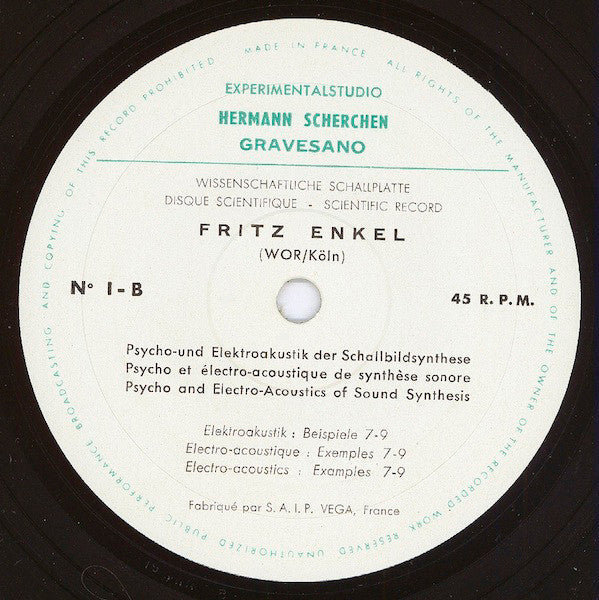 MADE IN FRANCE ALL RIGHTS OF THE MANUFACTURER AND OF THE OWNER OF THE RECORDED WORK RESERVED UNAUTHORIZED PUBLIC PERFORMANCE BROADCASTING AND COPYING OF THIS RECORD PROHIBITED
EXPERIMENTALSTUDIO
HERMANN SCHERCHEN
GRAVESANO
WISSENSCHAFTLICHE SCHALLPLATTE
DISQUE SCIENTIFIQUE - SCIENTIFIC RECORD
FRITZ ENKEL
(WOR/Köln)
N° I-B
45 R.P.M.
Psycho-und Elektroakustik der Schallbildsynthese
Psycho et électro-acoustique de synthèse sonore
Psycho and Electro-Acoustics of Sound Synthesis
Elektroakustik : Beispiele 7-9
Electro-acoustique : Exemples 7-9
Electro-acoustics : Examples 7-9
Fabriqué par S.A.I.P. VEGA, France